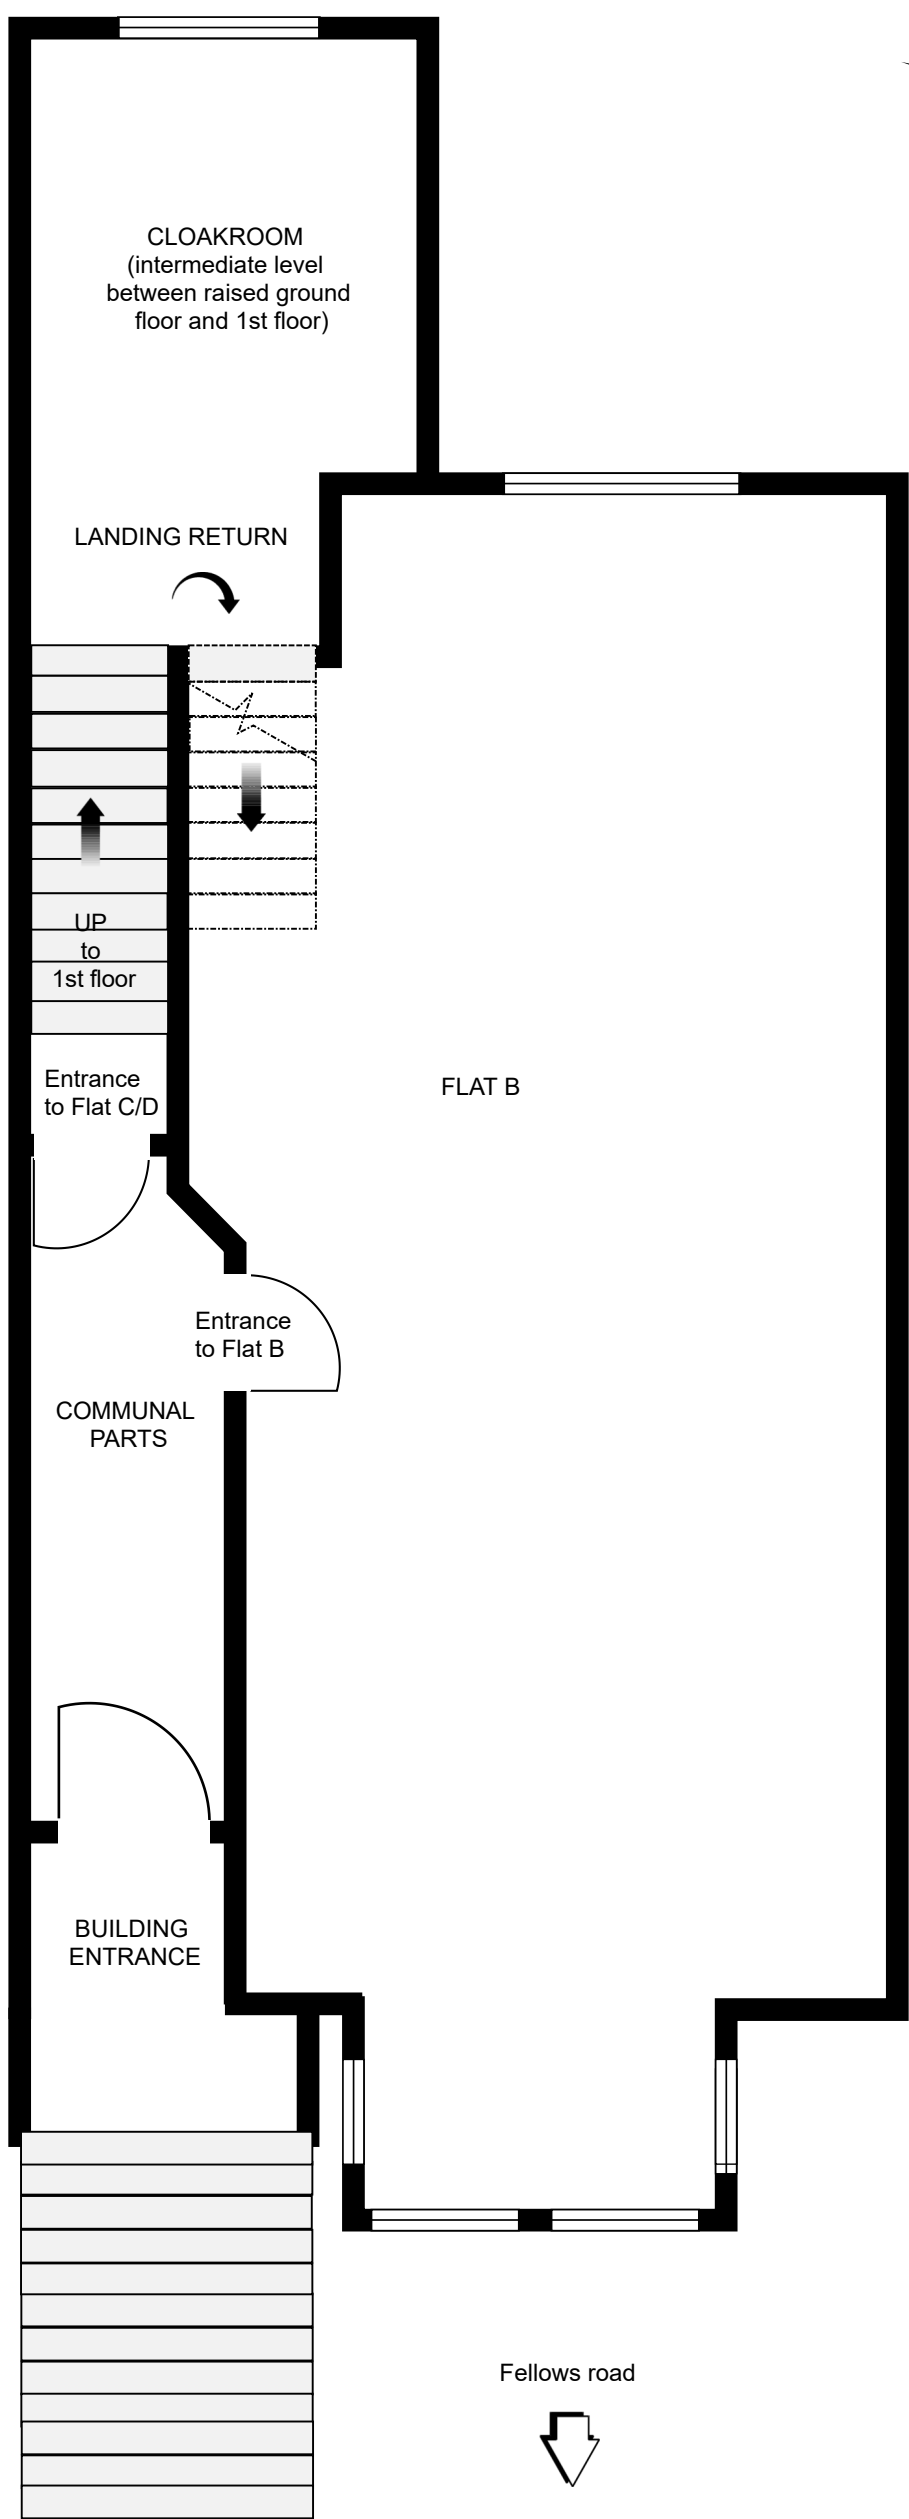 CLOAKROOM
(intermediate level
between raised ground
floor and 1st floor)
LANDING RETURN
UP
to
1st floor
Entrance
to Flat C/D
FLAT B
Entrance
to Flat B
COMMUNAL
PARTS
BUILDING
ENTRANCE
Fellows road